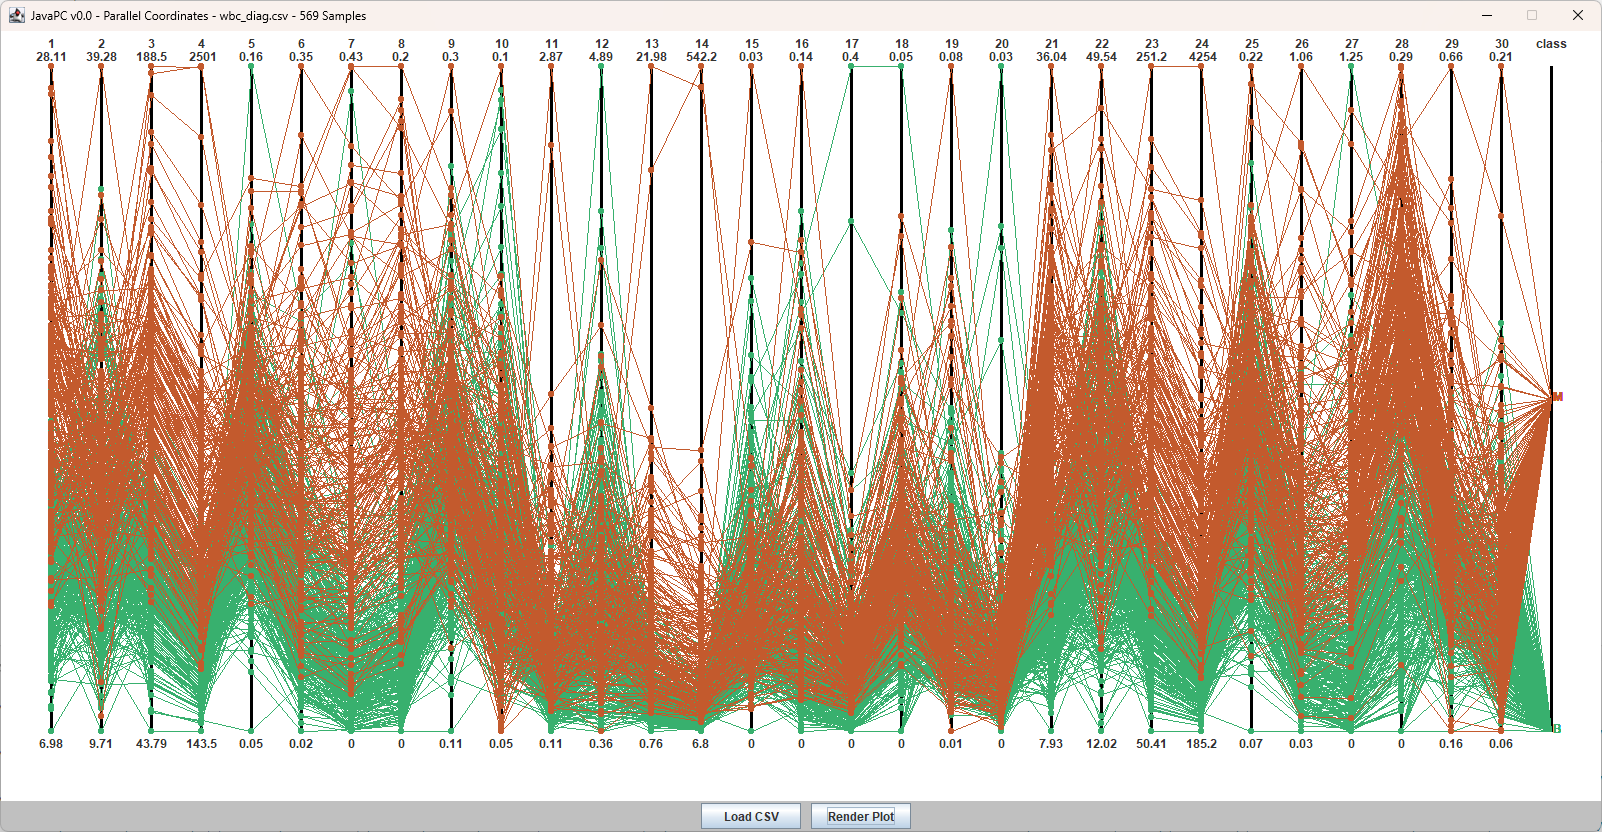 JavaPC v0.0 - Parallel Coordinates - wbc_diag.csv - 569 Samples
1 2 3 4 5 6 7 8 9 10 11 12 13 14 15 16 17 18 19 20 21 22 23 24 25 26 27 28 29 30 class
28.11 39.28 188.5 2501 0.16 0.35 0.43 0.2 0.3 0.1 2.87 4.89 21.98 542.2 0.03 0.14 0.4 0.05 0.08 0.03 36.04 49.54 251.2 4254 0.22 1.06 1.25 0.29 0.66 0.21
M
B
6.98 9.71 43.79 143.5 0.05 0.02 0 0 0.11 0.05 0.11 0.36 0.76 6.8 0 0 0 0 0.01 0 7.93 12.02 50.41 185.2 0.07 0.03 0 0 0.16 0.06
Load CSV Render Plot